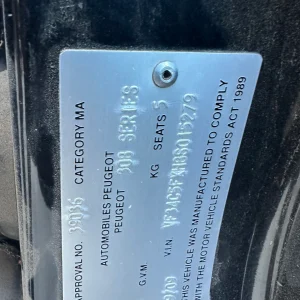 APPROVAL NO. CATEGORY MA
AUTOMOBILES PEUGEOT
PEUGEOT 308 SERIES
G.V.M KG SEATS 5
V.I.N.
THIS VEHICLE WAS MANUFACTURED TO COMPLY
WITH THE MOTOR VEHICLE STANDARDS ACT 1989